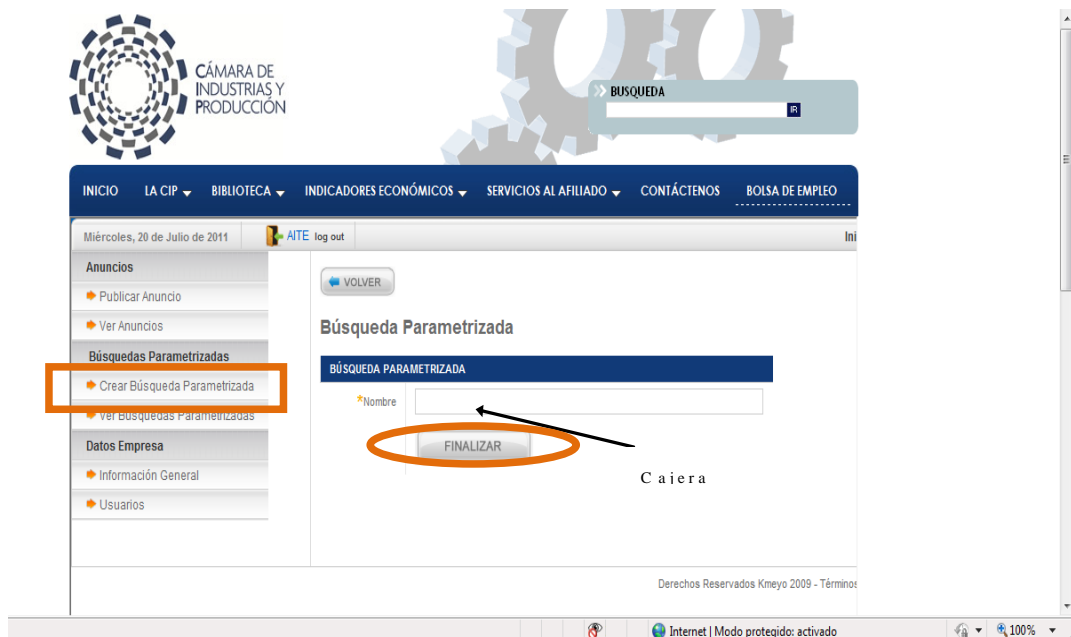 CÁMARA DE
INDUSTRIAS Y
PRODUCCIÓN
BUSQUEDA
IR
INICIO LA CIP BIBLIOTECA INDICADORES ECONÓMICOS SERVICIOS AL AFILIADO CONTÁCTENOS BOLSA DE EMPLEO
Miércoles, 20 de Julio de 2011 AITE log out Ini
Anuncios
Publicar Anuncio
Ver Anuncios
Búsquedas Parametrizadas
Crear Búsqueda Parametrizada
Ver Búsquedas Parametrizadas
Datos Empresa
Información General
Usuarios
VOLVER
Búsqueda Parametrizada
BÚSQUEDA PARAMETRIZADA
*Nombre
FINALIZAR
Cajera
Derechos Reservados Kmeyo 2009 - Términos
Internet | Modo protegido: activado 100%